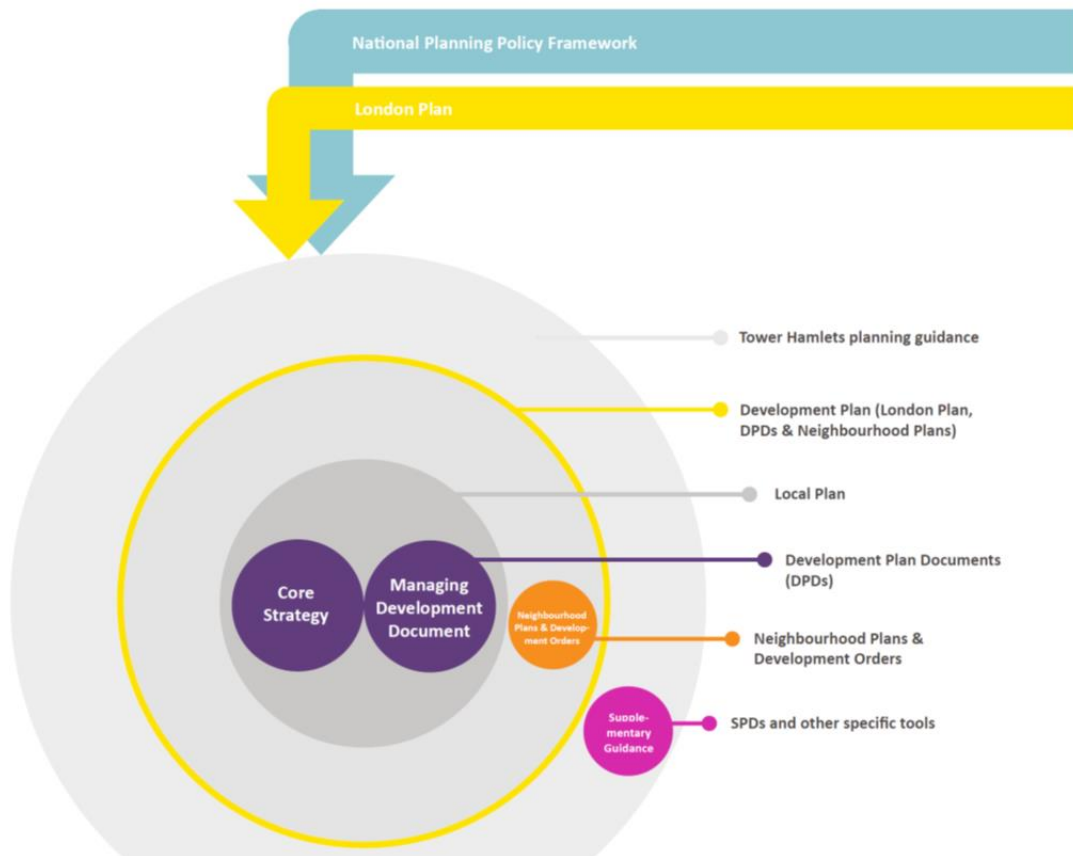 National Planning Policy Framework
London Plan
Tower Hamlets planning guidance
Development Plan (London Plan,
DPDs & Neighbourhood Plans)
Local Plan
Development Plan Documents
(DPDs)
Core
Strategy
Managing
Development
Document
Neighbourhood
Plans & Develop-
ment Orders
Neighbourhood Plans &
Development Orders
Supple-
mentary
Guidance
SPDs and other specific tools